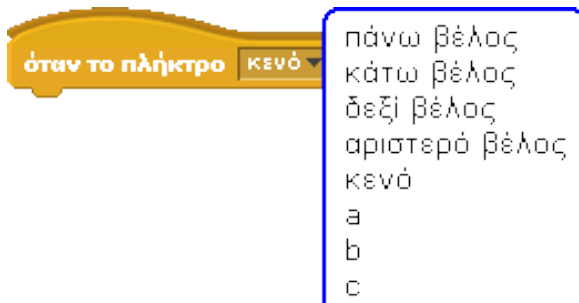 όταν το πλήκτρο κενό
πάνω βέλος
κάτω βέλος
δεξί βέλος
αριστερό βέλος
κενό
a
b
c